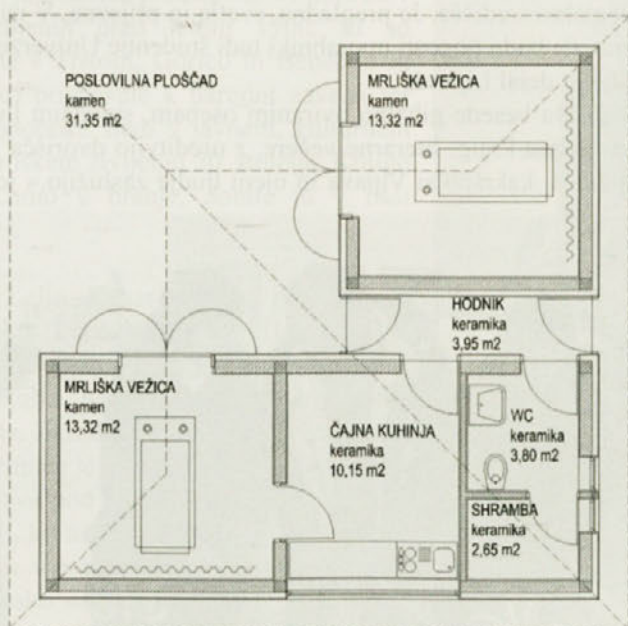 POSLOVILNA PLOŠČAD
kamen
31,35 m2
MRLIŠKA VEŽICA
kamen
13,32 m2
HODNIK
keramika
3,95 m2
MRLIŠKA VEŽICA
kamen
13,32 m2
ČAJNA KUHINJA
keramika
10,15 m2
WC
keramika
3,80 m2
SHRAMBA
keramika
2,65 m2